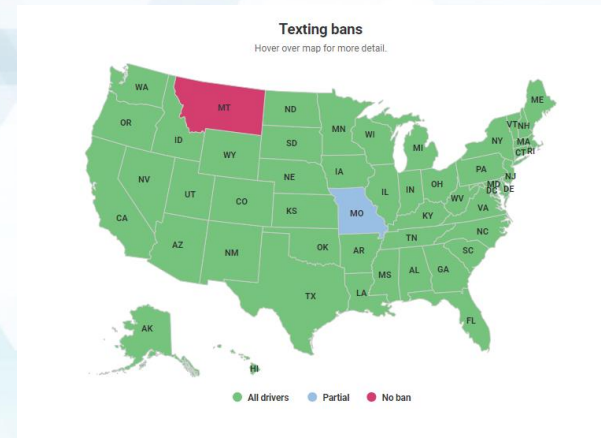 Texting bans
Hover over map for more detail.
WA
MT
ND
ME
OR
MN
VT NH
ID
WI
SD
NY
MA
WY
MI
CT RI
IA
PA
NE
NJ
NV
OH
MD
UT
IL
IN
DC DE
CO
WV
KS
MO
VA
CA
KY
NC
AZ
OK
TN
NM
AR
SC
MS
AL
GA
TX
LA
FL
AK
HI
All drivers
Partial
No ban